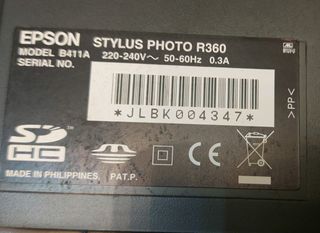 EPSON STYLUS PHOTO R360
MODEL B411A 220-240V～ 50-60Hz 0.3A
SERIAL NO.
*JLBK004347*
SD
HC
CE
>PP<
MADE IN PHILIPPINES PAT.P.